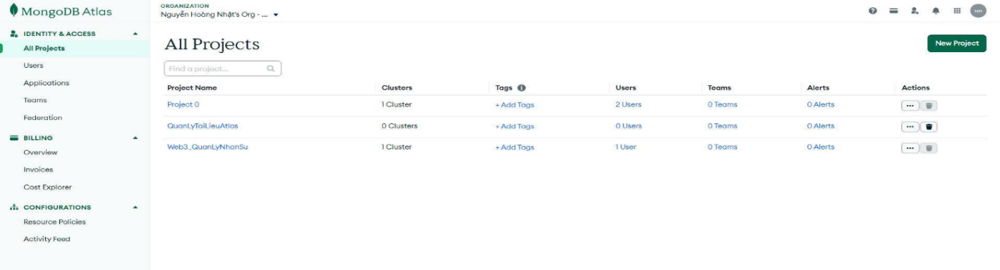 MongoDB Atlas
ORGANIZATION
Nguyễn Hoàng Nhật's Org - ...
NH
IDENTITY & ACCESS
All Projects
Users
Applications
Teams
Federation
BILLING
Overview
Invoices
Cost Explorer
CONFIGURATIONS
Resource Policies
Activity Feed
All Projects
New Project
Find a project...
Project Name Clusters Tags Users Teams Alerts Actions
Project 0 1 Cluster + Add Tags 2 Users 0 Teams 0 Alerts
QuanLyTaiLieuAtlas 0 Clusters + Add Tags 0 Users 0 Teams 0 Alerts
Web3_QuanLyNhanSu 1 Cluster + Add Tags 1 User 0 Teams 0 Alerts